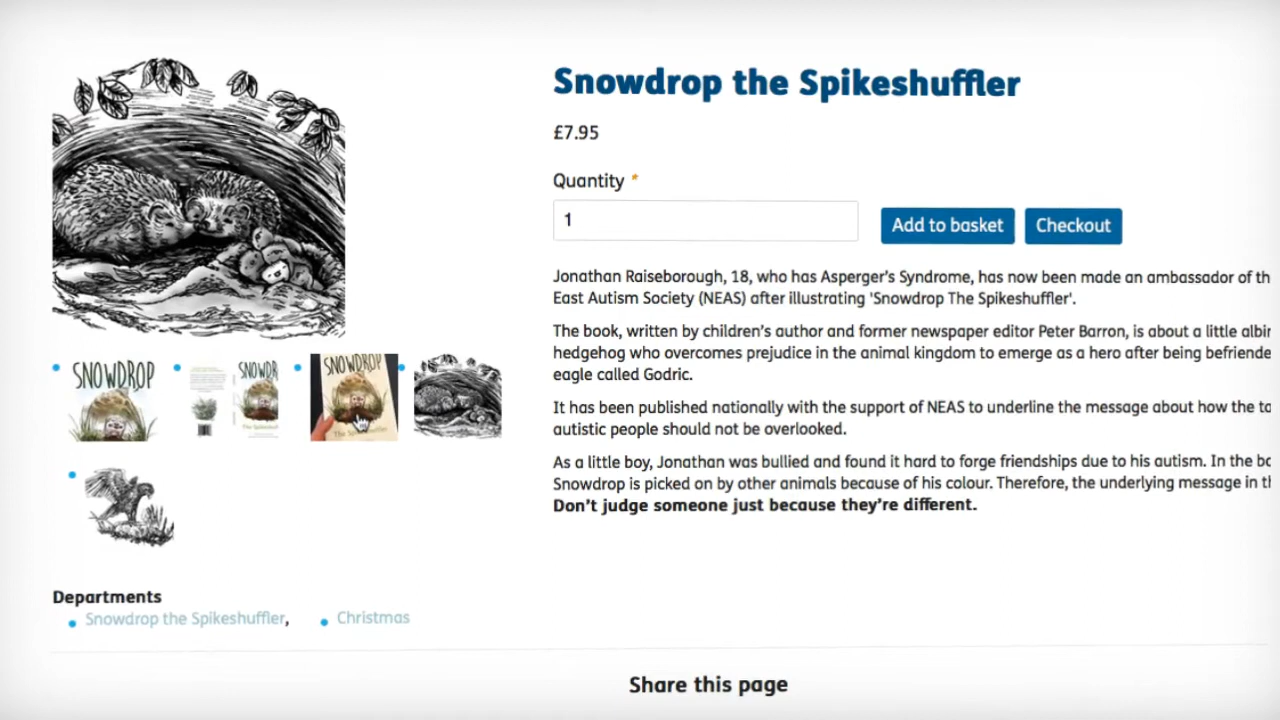 Snowdrop the Spikeshuffler
£7.95
Quantity *
1
Add to basket
Checkout
Jonathan Raiseborough, 18, who has Asperger's Syndrome, has now been made an ambassador of
East Autism Society (NEAS) after illustrating 'Snowdrop The Spikeshuffler'.
The book, written by children's author and former newspaper editor Peter Barron, is about a little
hedgehog who overcomes prejudice in the animal kingdom to emerge as a hero after being
eagle called Godric.
It has been published nationally with the support of NEAS to underline the message about how the
autistic people should not be overlooked.
As a little boy, Jonathan was bullied and found it hard to forge friendships due to his autism. In the
Snowdrop is picked on by other animals because of his colour. Therefore, the underlying message in
Don't judge someone just because they're different.
SNOWDROP
SNOWDR
SNOWDROP
Departments
Snowdrop the Spikeshuffler,
Christmas
Share this page